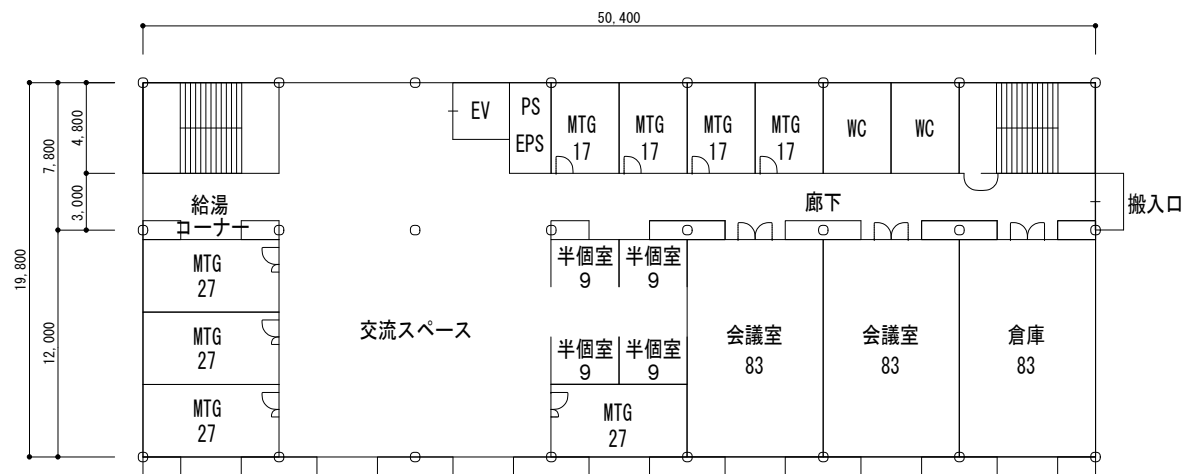 50,400
EV
PS
EPS
MTG
17
MTG
17
MTG
17
MTG
17
WC
WC
4,800
7,800
3,000
19,800
12,000
給湯
コーナー
廊下
搬入口
MTG
27
MTG
27
MTG
27
交流スペース
半個室
9
半個室
9
半個室
9
半個室
9
MTG
27
会議室
83
会議室
83
倉庫
83